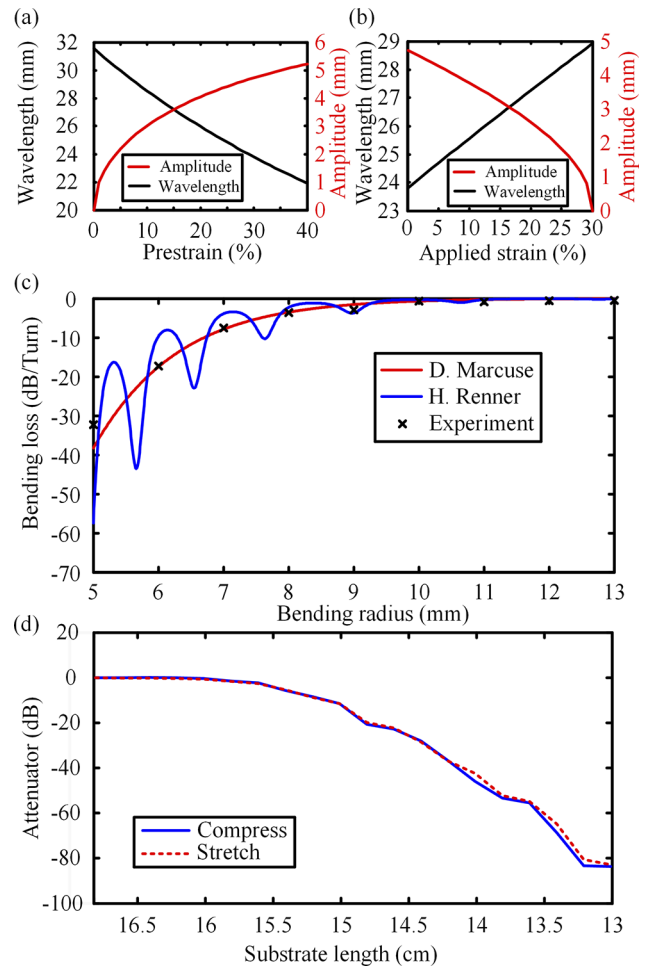 (a)
Wavelength (mm)
32
30
28
26
24
22
20
6
5
4
3
2
1
0
Amplitude (mm)
Amplitude
Wavelength
0 10 20 30 40
Prestrain (%)
(b)
Wavelength (mm)
29
28
27
26
25
24
23
5
4
3
2
1
0
Amplitude (mm)
Amplitude
Wavelength
0 5 10 15 20 25 30
Applied strain (%)
(c)
Bending loss (dB/Turn)
0
-10
-20
-30
-40
-50
-60
-70
D. Marcuse
H. Renner
Experiment
5 6 7 8 9 10 11 12 13
Bending radius (mm)
(d)
Attenuator (dB)
20
0
-20
-40
-60
-80
-100
Compress
Stretch
16.5 16 15.5 15 14.5 14 13.5 13
Substrate length (cm)